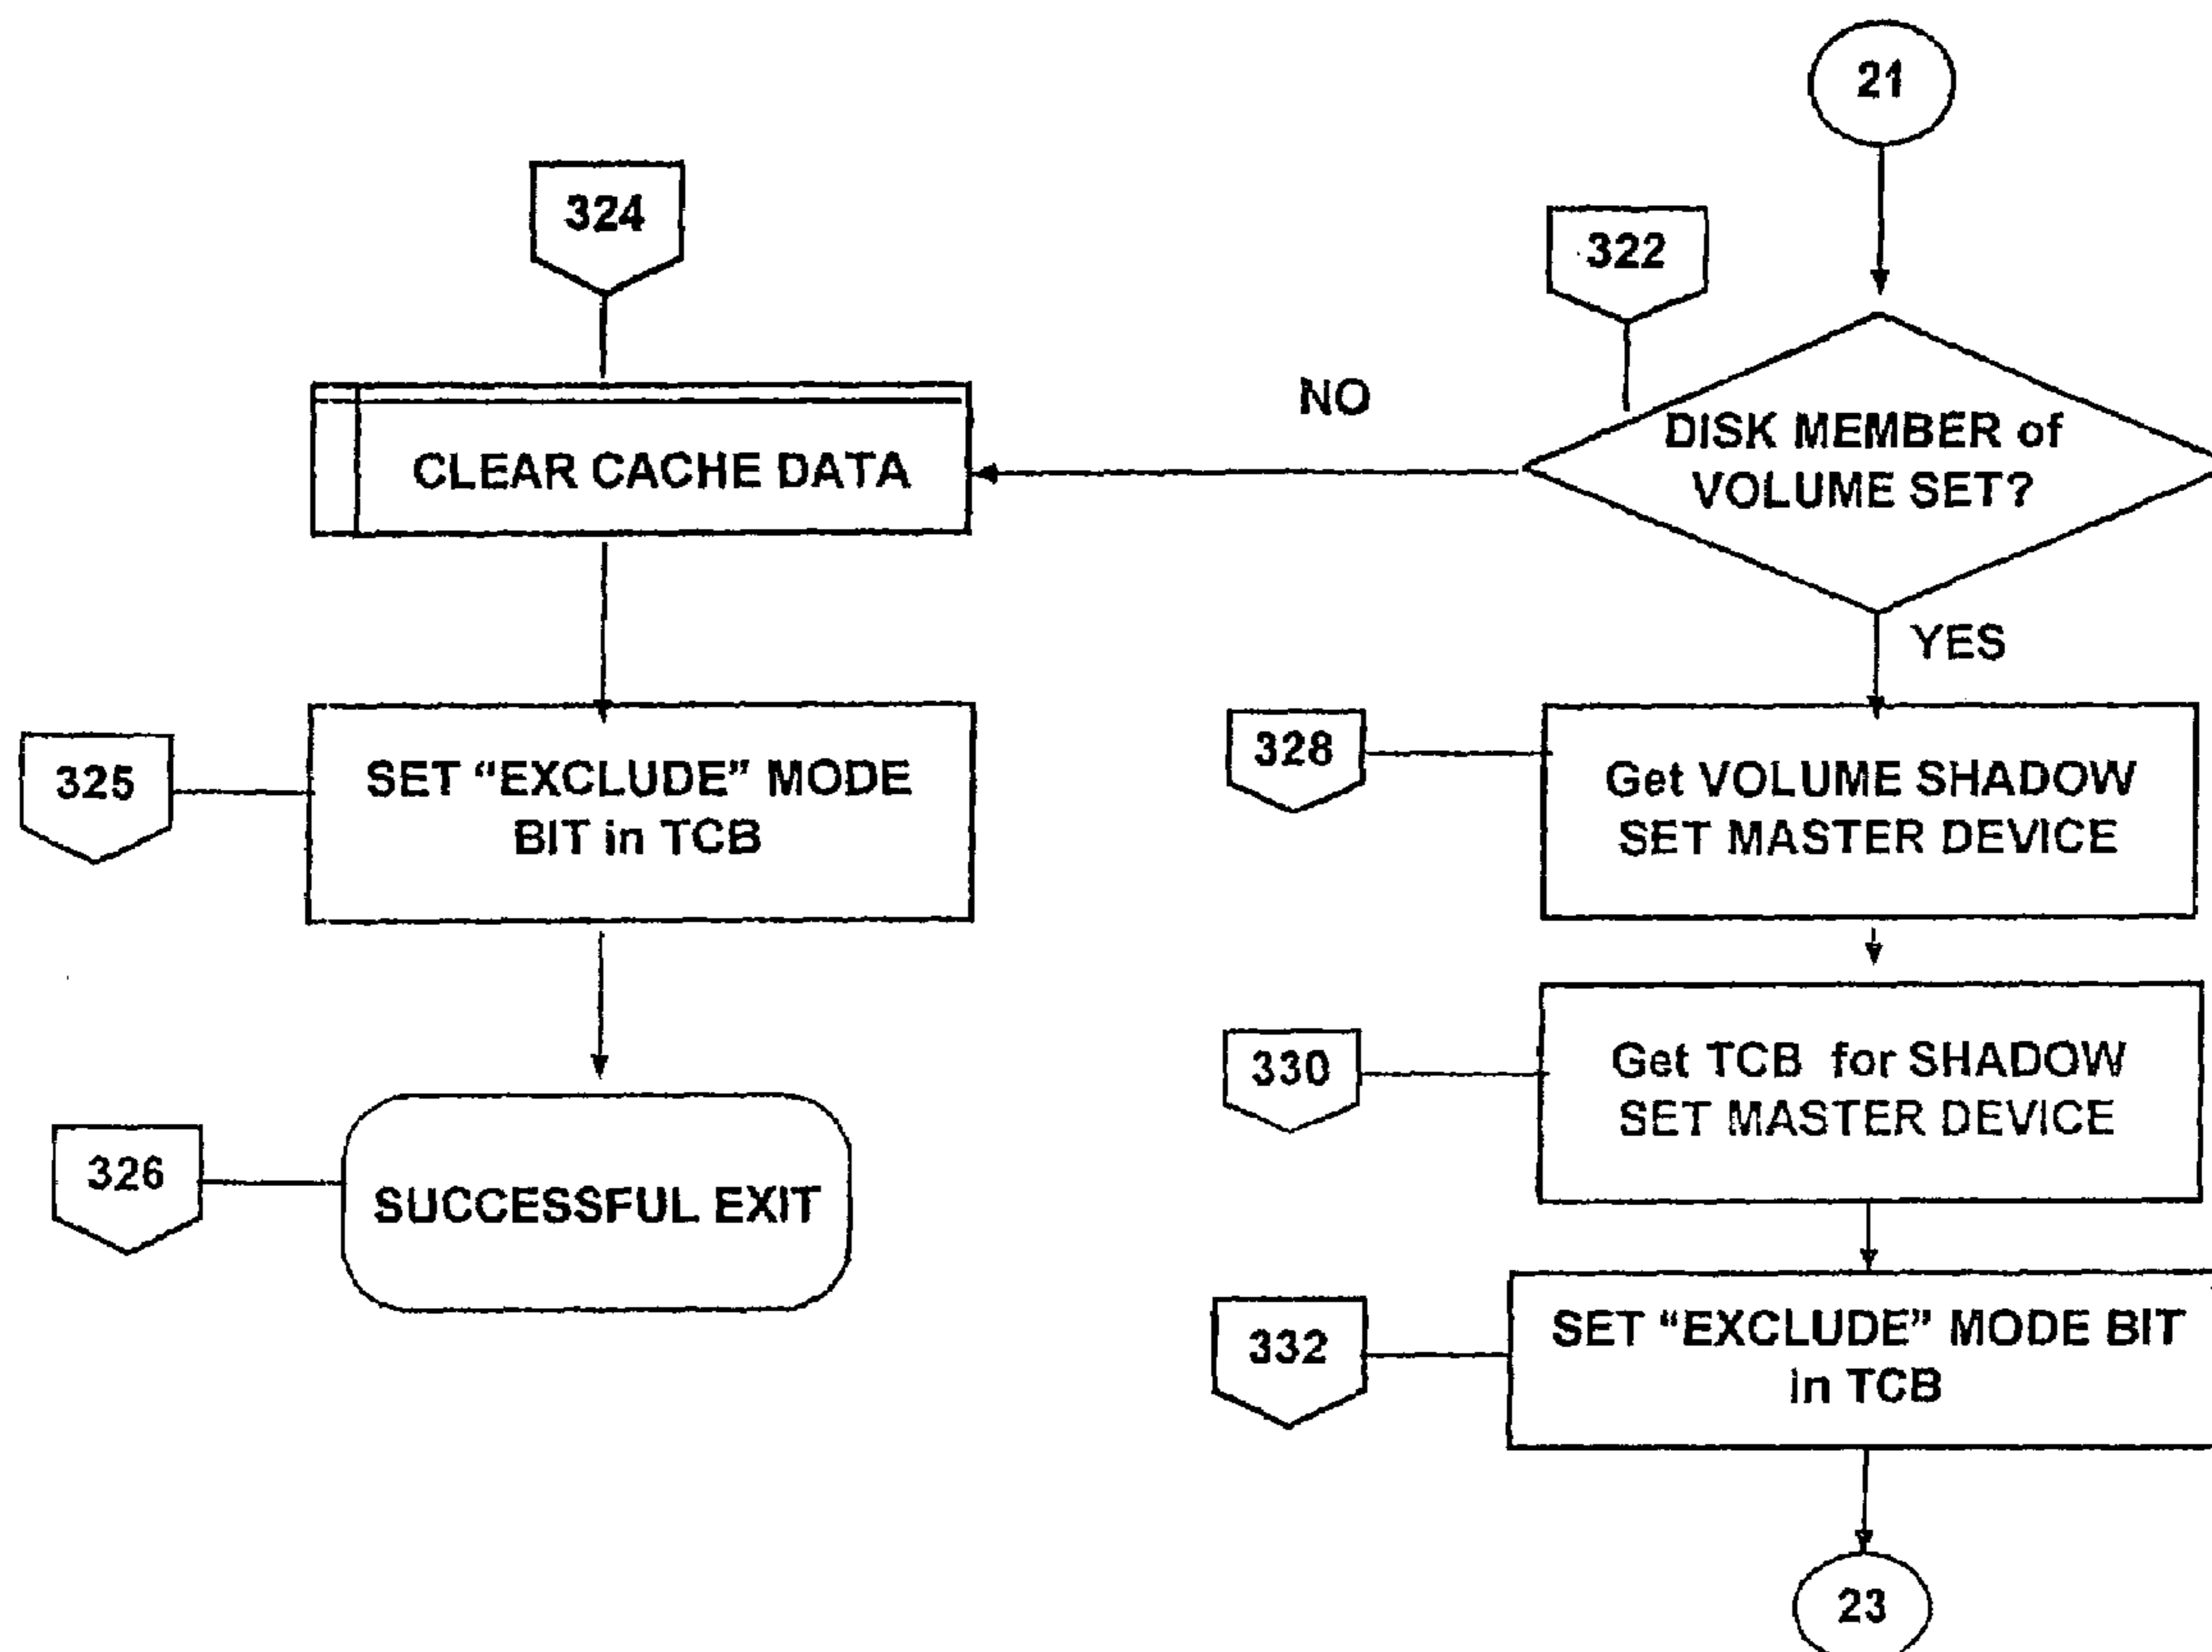 21
324
322
NO
DISK MEMBER of
VOLUME SET?
CLEAR CACHE DATA
YES
325
SET “EXCLUDE” MODE
BIT in TCB
328
Get VOLUME SHADOW
SET MASTER DEVICE
330
Get TCB for SHADOW
SET MASTER DEVICE
326
SUCCESSFUL EXIT
332
SET “EXCLUDE” MODE BIT
in TCB
23